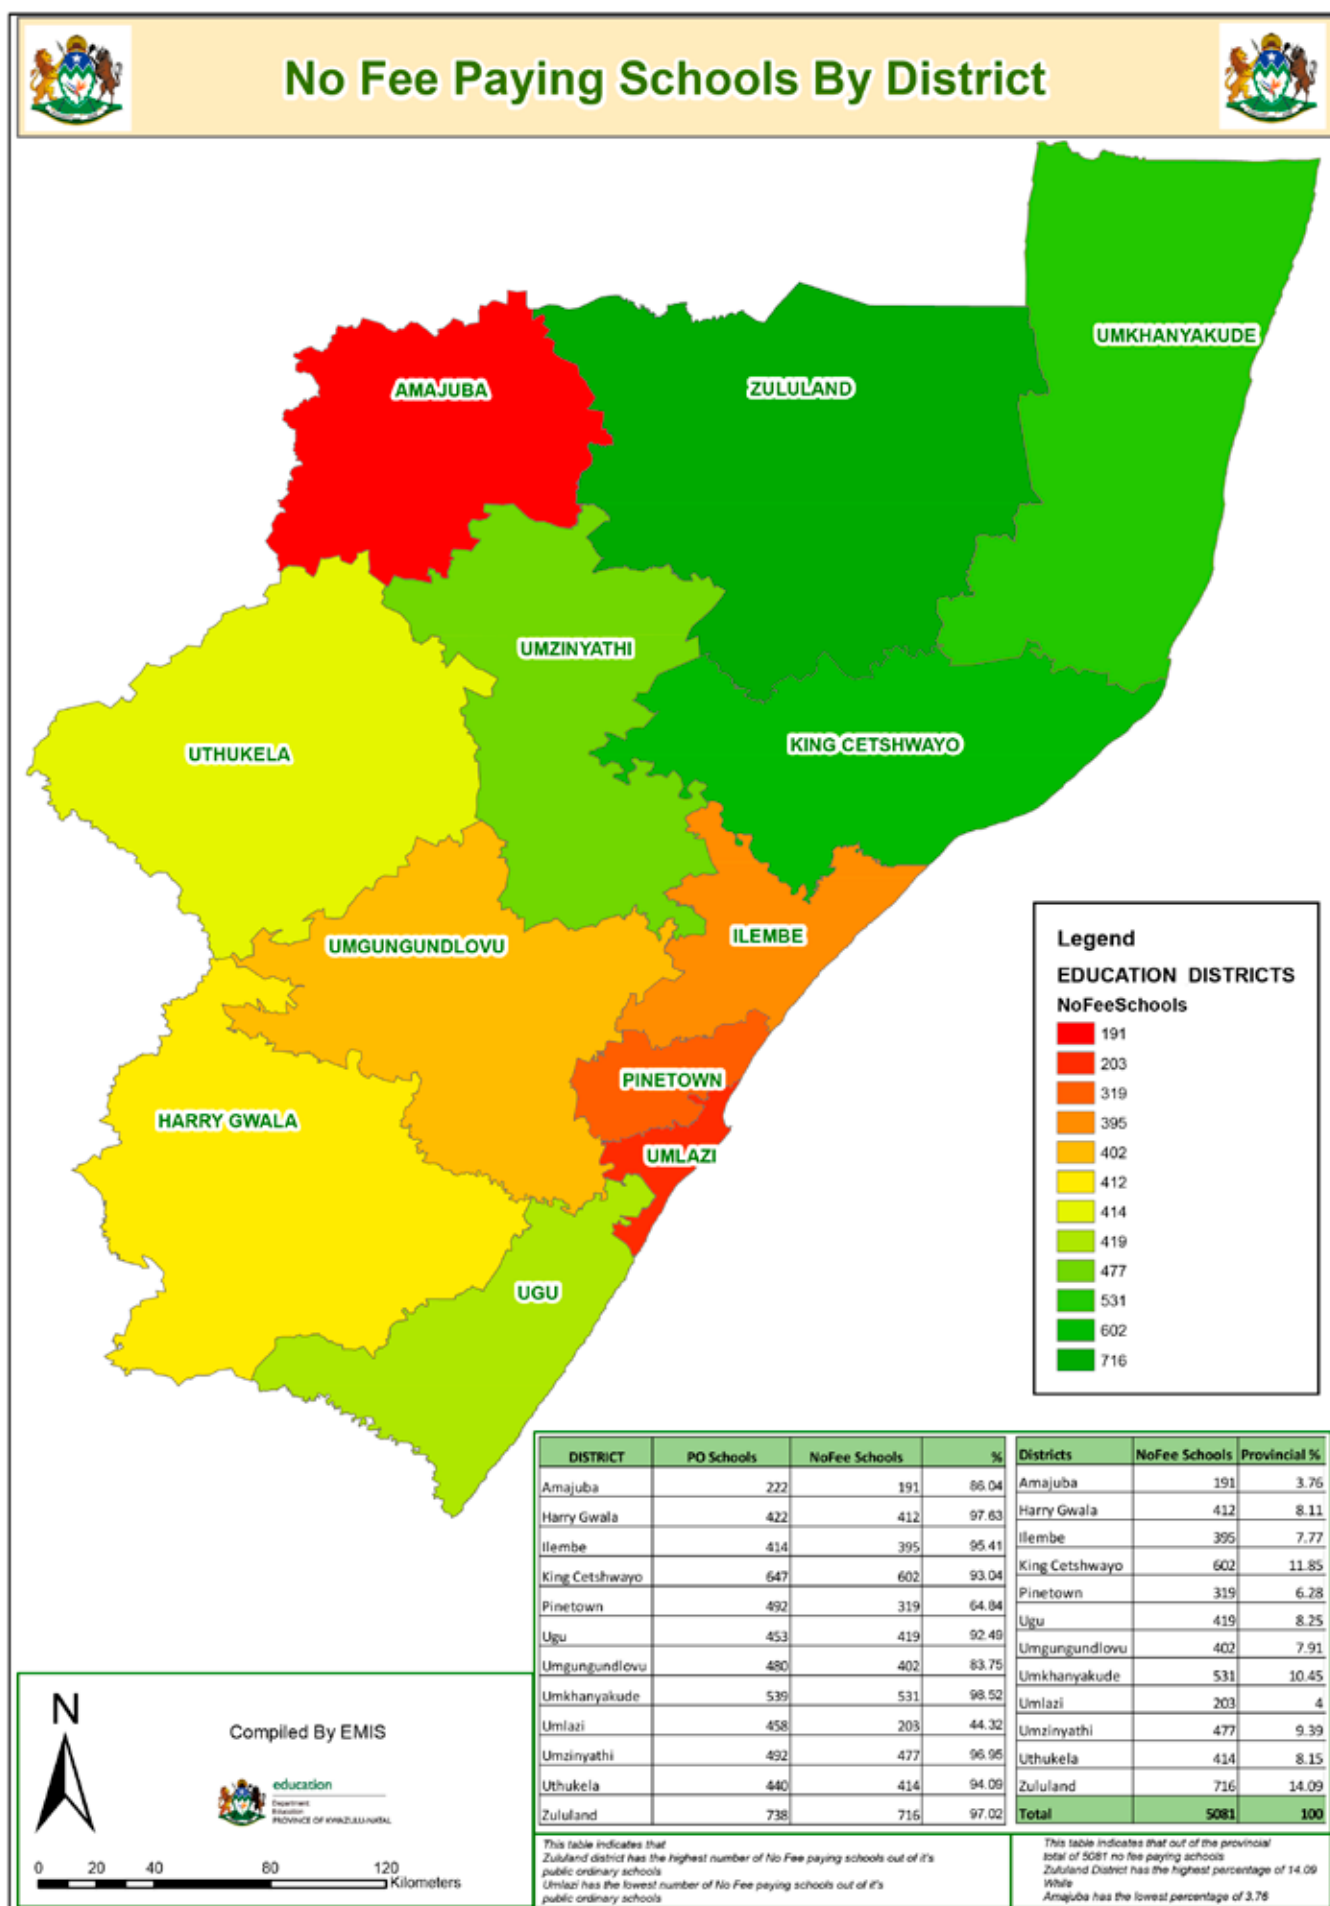 No Fee Paying Schools By District
UMKHANYAKUDE
AMAJUBA
ZULULAND
UMZINYATHI
UTHUKELA
KING CETSHWAYO
UMGUNGUNDLOVU
ILEMBE
PINETOWN
HARRY GWALA
UMLAZI
UGU
Legend
EDUCATION DISTRICTS
NoFeeSchools
191
203
319
395
402
412
414
419
477
531
602
716
DISTRICT PO Schools NoFee Schools %
Amajuba 222 191 86.04
Harry Gwala 422 412 97.63
Ilembe 414 395 95.41
King Cetshwayo 647 602 93.04
Pinetown 492 319 64.84
Ugu 453 419 92.49
Umgungundlovu 480 402 83.75
Umkhanyakude 539 531 98.52
Umlazi 458 203 44.32
Umzinyathi 492 477 96.95
Uthukela 440 414 94.09
Zululand 738 716 97.02
This table indicates that
Zululand district has the highest number of No Fee paying schools out of it's
public ordinary schools
Umlazi has the lowest number of No Fee paying schools out of it's
public ordinary schools
Districts NoFee Schools Provincial %
Amajuba 191 3.76
Harry Gwala 412 8.11
Ilembe 395 7.77
King Cetshwayo 602 11.85
Pinetown 319 6.28
Ugu 419 8.25
Umgungundlovu 402 7.91
Umkhanyakude 531 10.45
Umlazi 203 4
Umzinyathi 477 9.39
Uthukela 414 8.15
Zululand 716 14.09
Total 5081 100
This table indicates that out of the provincial
total of 5081 no fee paying schools
Zululand District has the highest percentage of 14.09
While
Amajuba has the lowest percentage of 3.76
N
Compiled By EMIS
education
Department:
Education
PROVINCE OF KWAZULU-NATAL
0 20 40 80 120
Kilometers